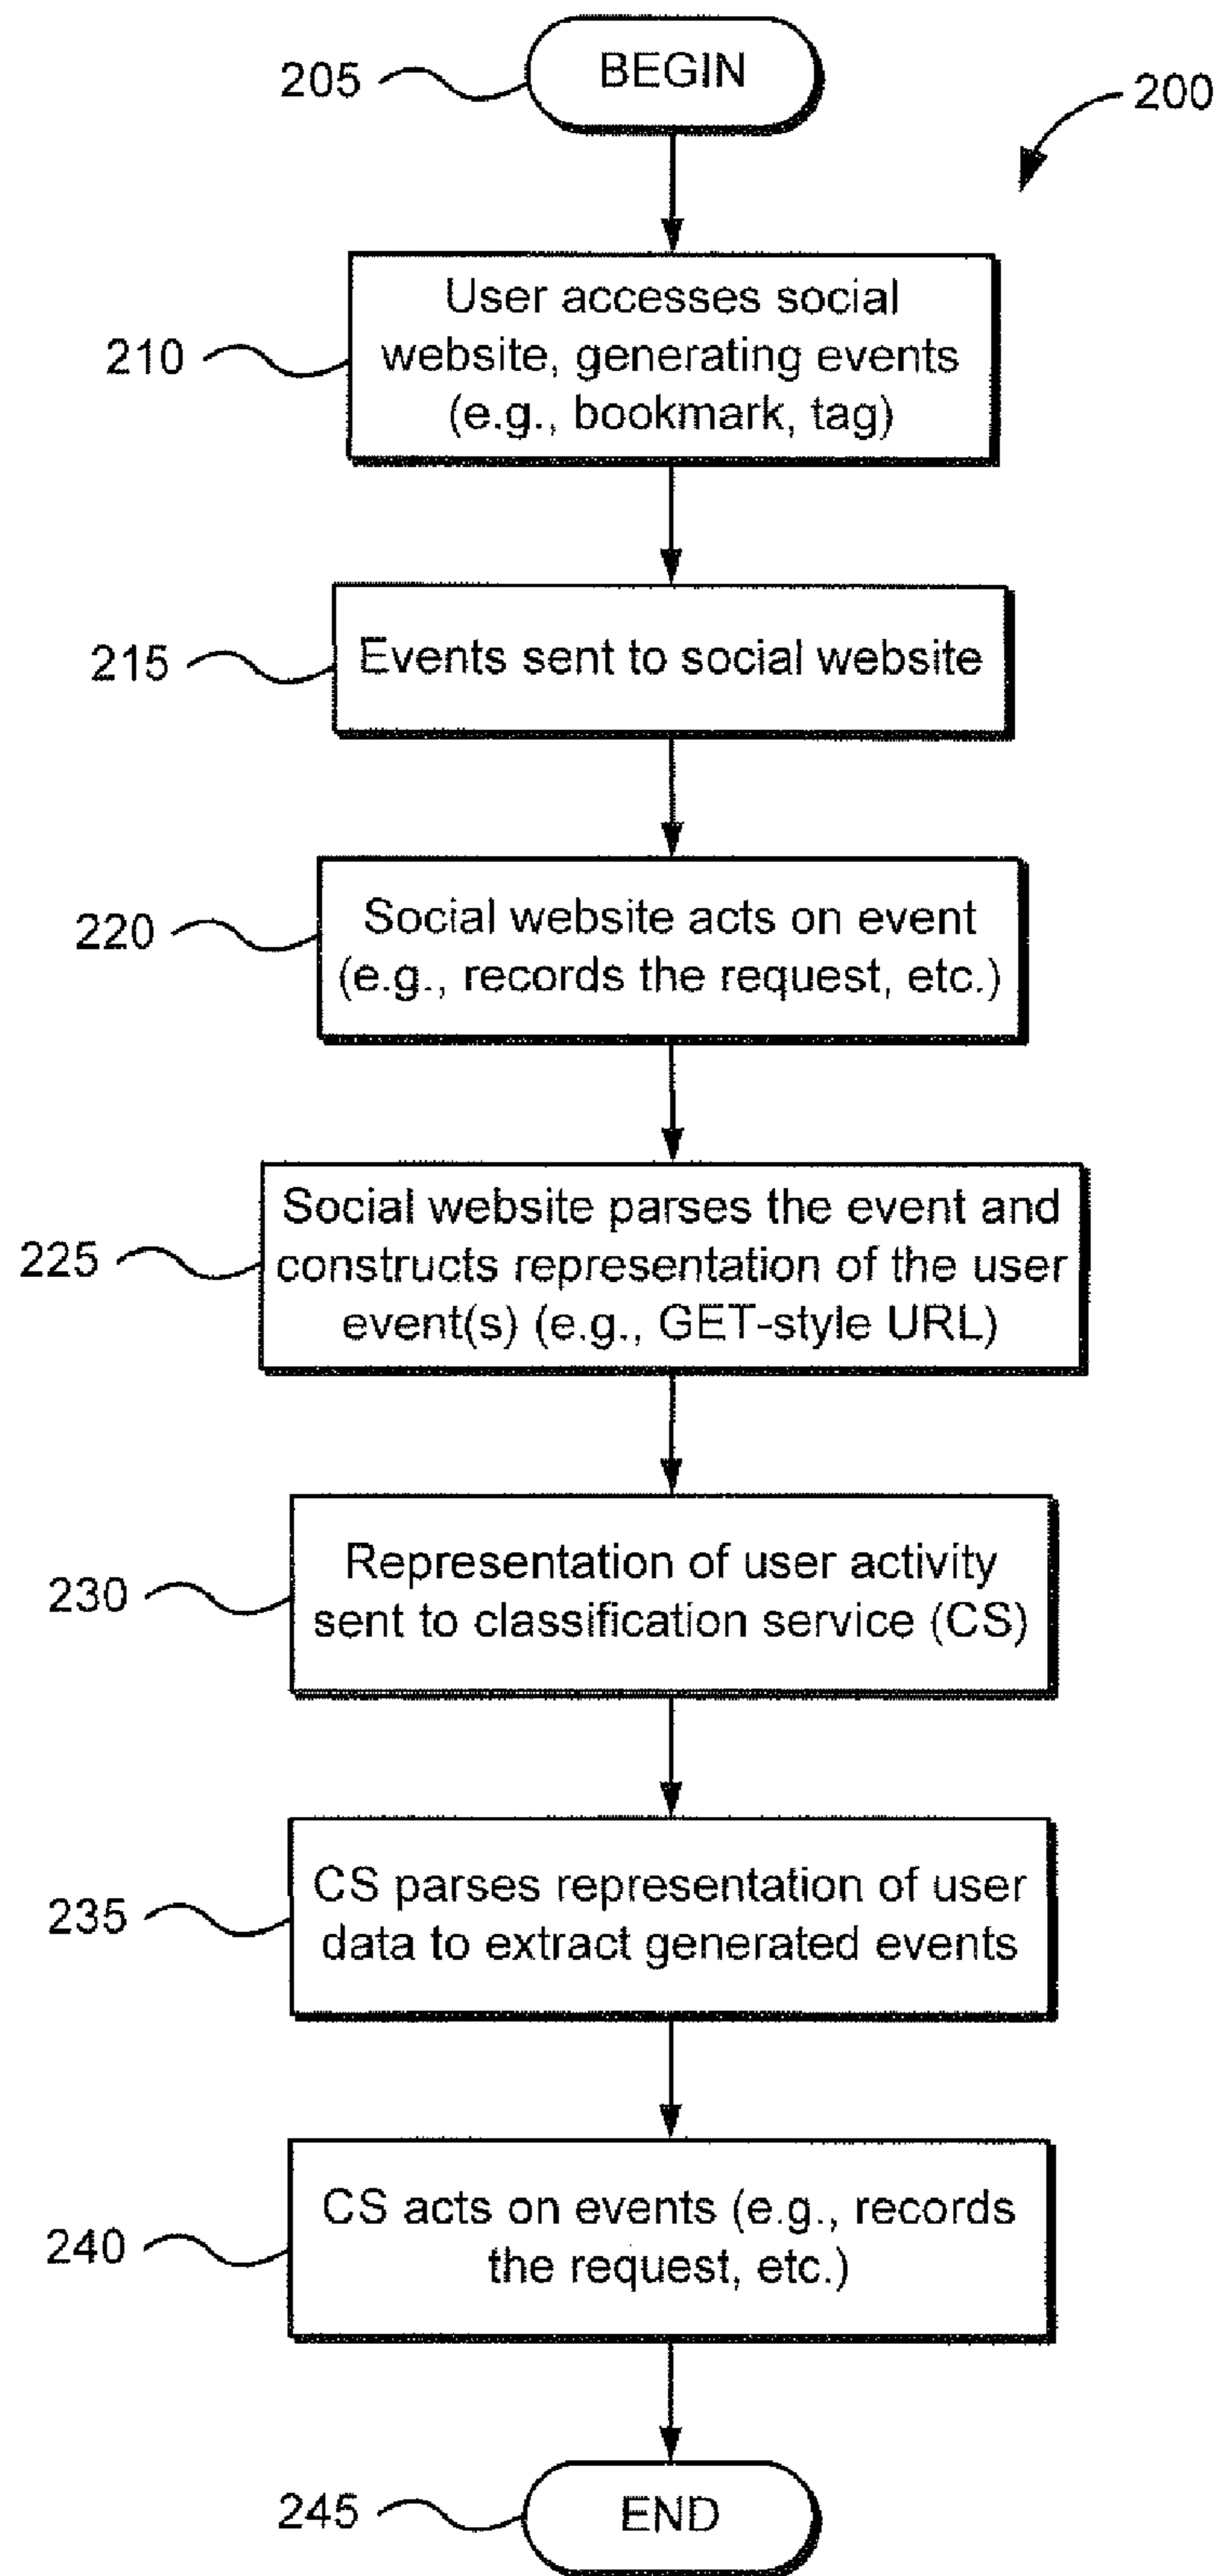 205
BEGIN
200
210
User accesses social
website, generating events
(e.g., bookmark, tag)
215
Events sent to social website
220
Social website acts on event
(e.g., records the request, etc.)
225
Social website parses the event and
constructs representation of the user
event(s) (e.g., GET-style URL)
230
Representation of user activity
sent to classification service (CS)
235
CS parses representation of user
data to extract generated events
240
CS acts on events (e.g., records
the request, etc.)
245
END